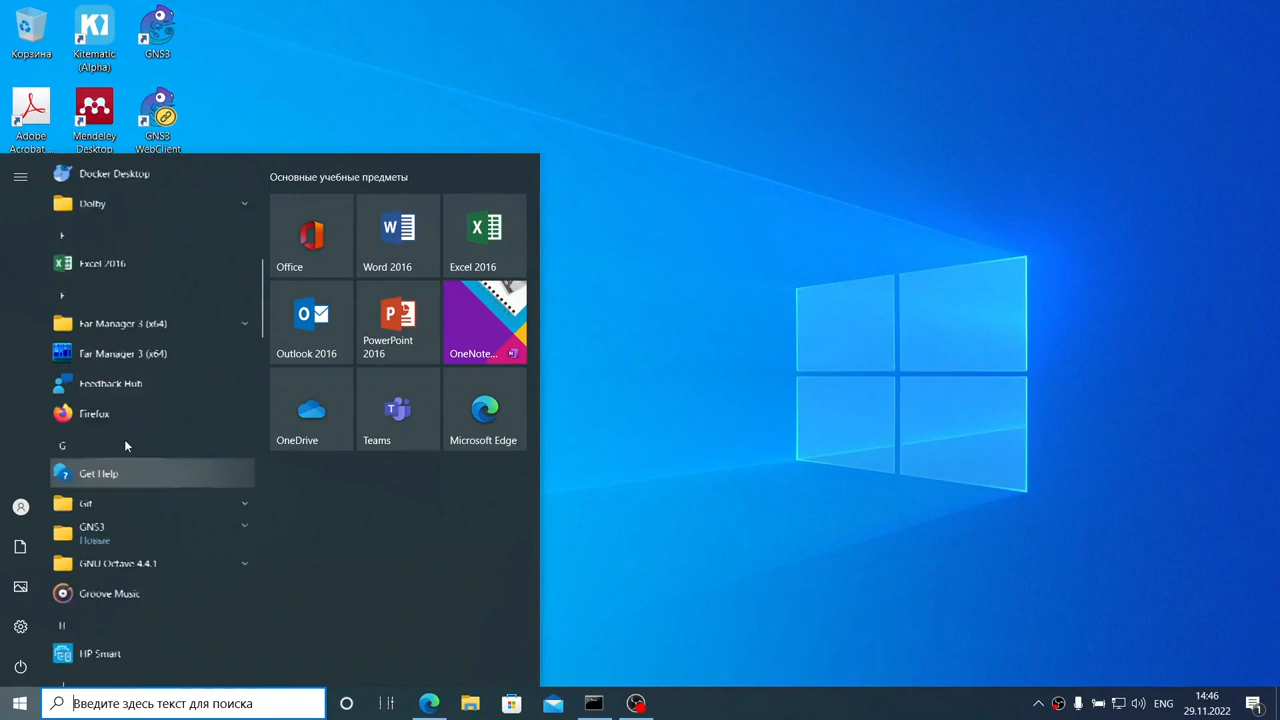 Корзина
Kitematic
(Alpha)
GNS3
Adobe
Acrobat...
Mendeley
Desktop
GNS3
WebClient
Docker Desktop
Dolby
Excel 2016
F
Far Manager 3 (x64)
Far Manager 3 (x64)
Feedback Hub
Firefox
G
Get Help
Git
GNS3
Новые
GNU Octave 4.4.1
Groove Music
H
HP Smart
Основные учебные предметы
Office
Word 2016
Excel 2016
Outlook 2016
PowerPoint
2016
OneNote...
OneDrive
Teams
Microsoft Edge
Введите здесь текст для поиска
ENG
14:46
29.11.2022
1